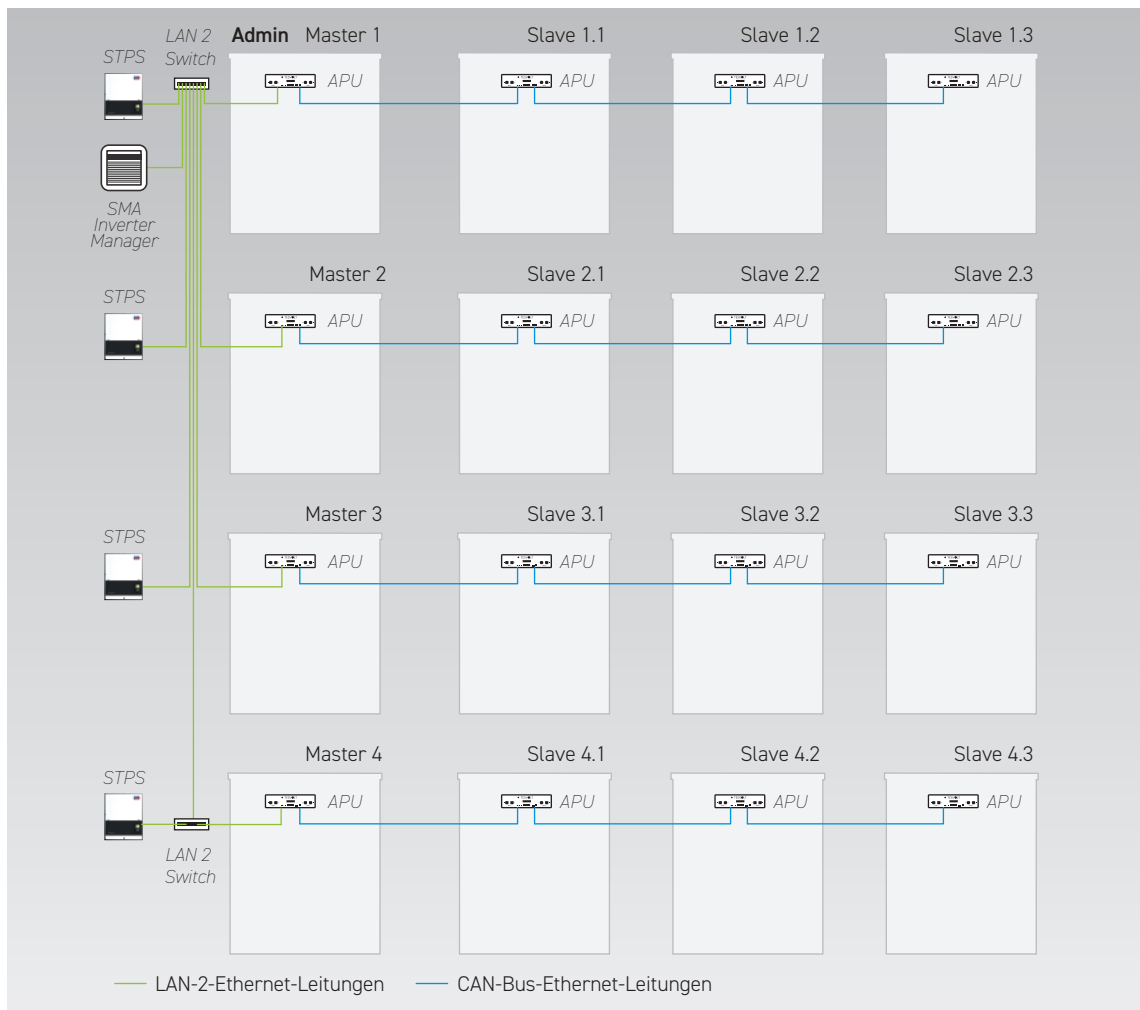 LAN 2
Switch
Admin Master 1
Slave 1.1
Slave 1.2
Slave 1.3
STPS
APU
APU
APU
APU
SMA
Inverter
Manager
Master 2
Slave 2.1
Slave 2.2
Slave 2.3
STPS
APU
APU
APU
APU
Master 3
Slave 3.1
Slave 3.2
Slave 3.3
STPS
APU
APU
APU
APU
Master 4
Slave 4.1
Slave 4.2
Slave 4.3
STPS
APU
APU
APU
APU
LAN 2
Switch
LAN-2-Ethernet-Leitungen
CAN-Bus-Ethernet-Leitungen